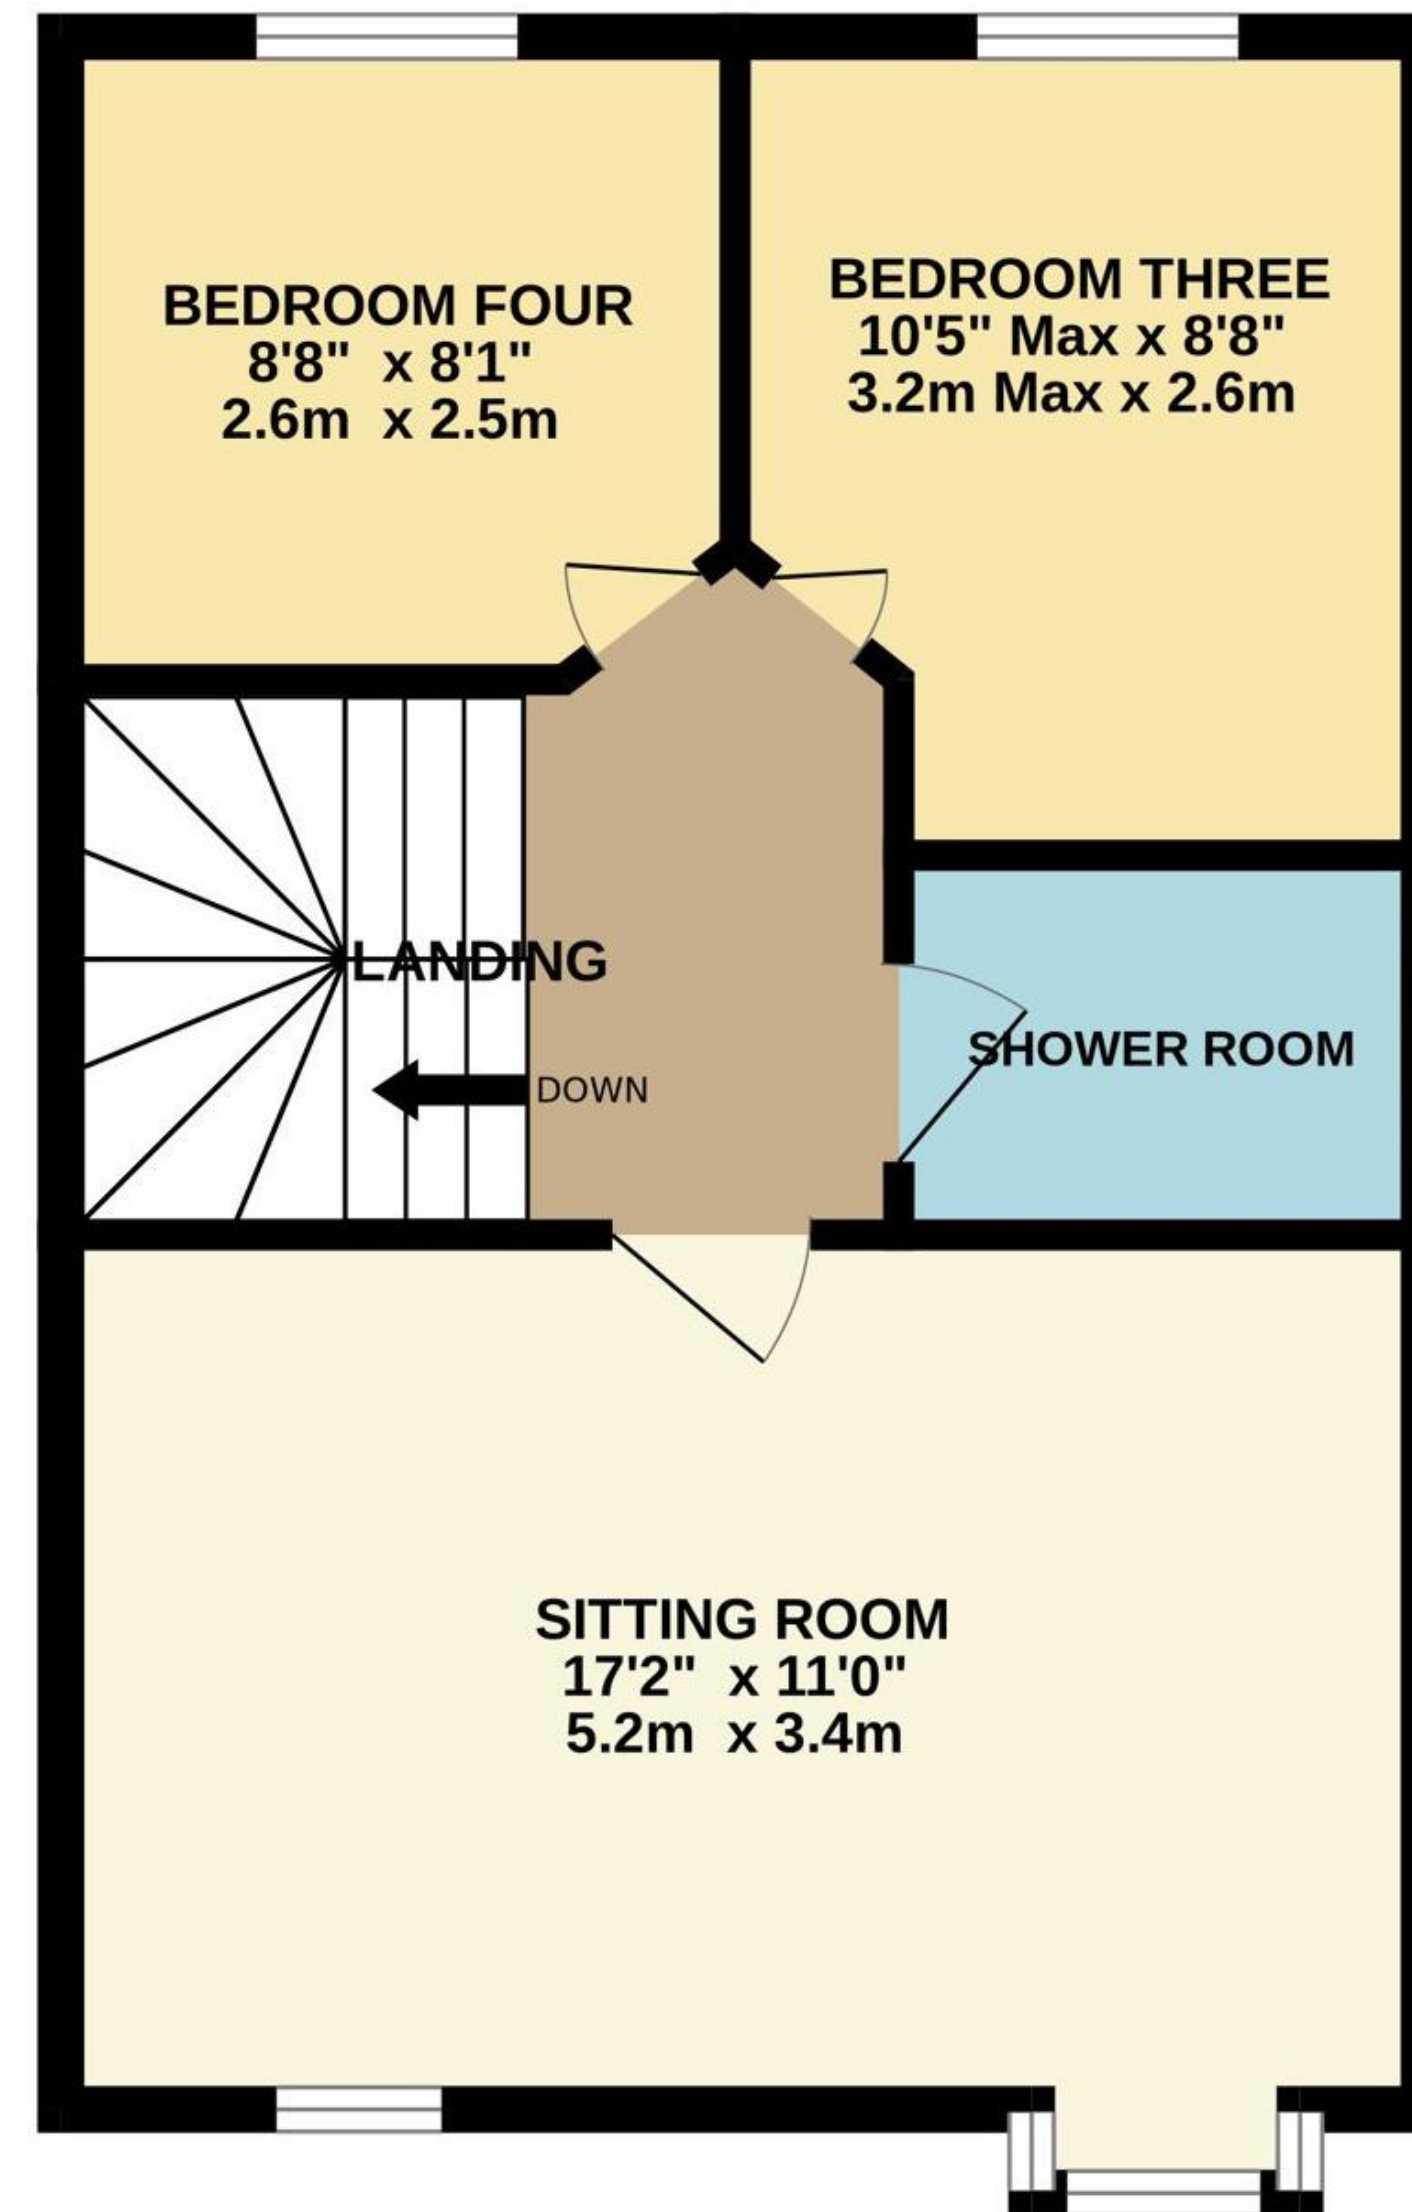 BEDROOM FOUR
8'8" x 8'1"
2.6m x 2.5m
BEDROOM THREE
10'5" Max x 8'8"
3.2m Max x 2.6m
LANDING
DOWN
SHOWER ROOM
SITTING ROOM
17'2" x 11'0"
5.2m x 3.4m